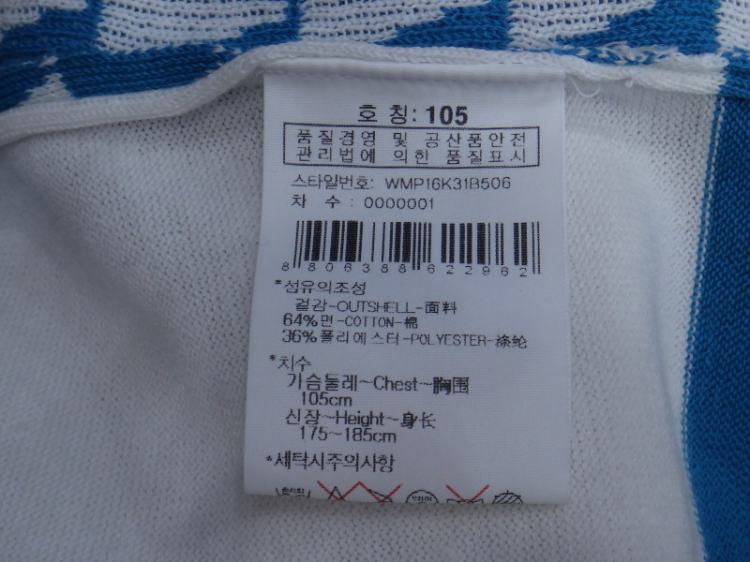 호 칭: 105
품질경영 및 공산품안전
관리법에 의한 품질표시
스타일번호: WMP16K31B506
차 수: 0000001
8806388622962
*섬유의조성
겉감-OUTSHELL-面料
64%면-COTTON-棉
36%폴리에스터-POLYESTER-涤纶
*치수
가슴둘레~Chest~胸围
105cm
신장~Height~身长
175~185cm
*세탁시주의사항